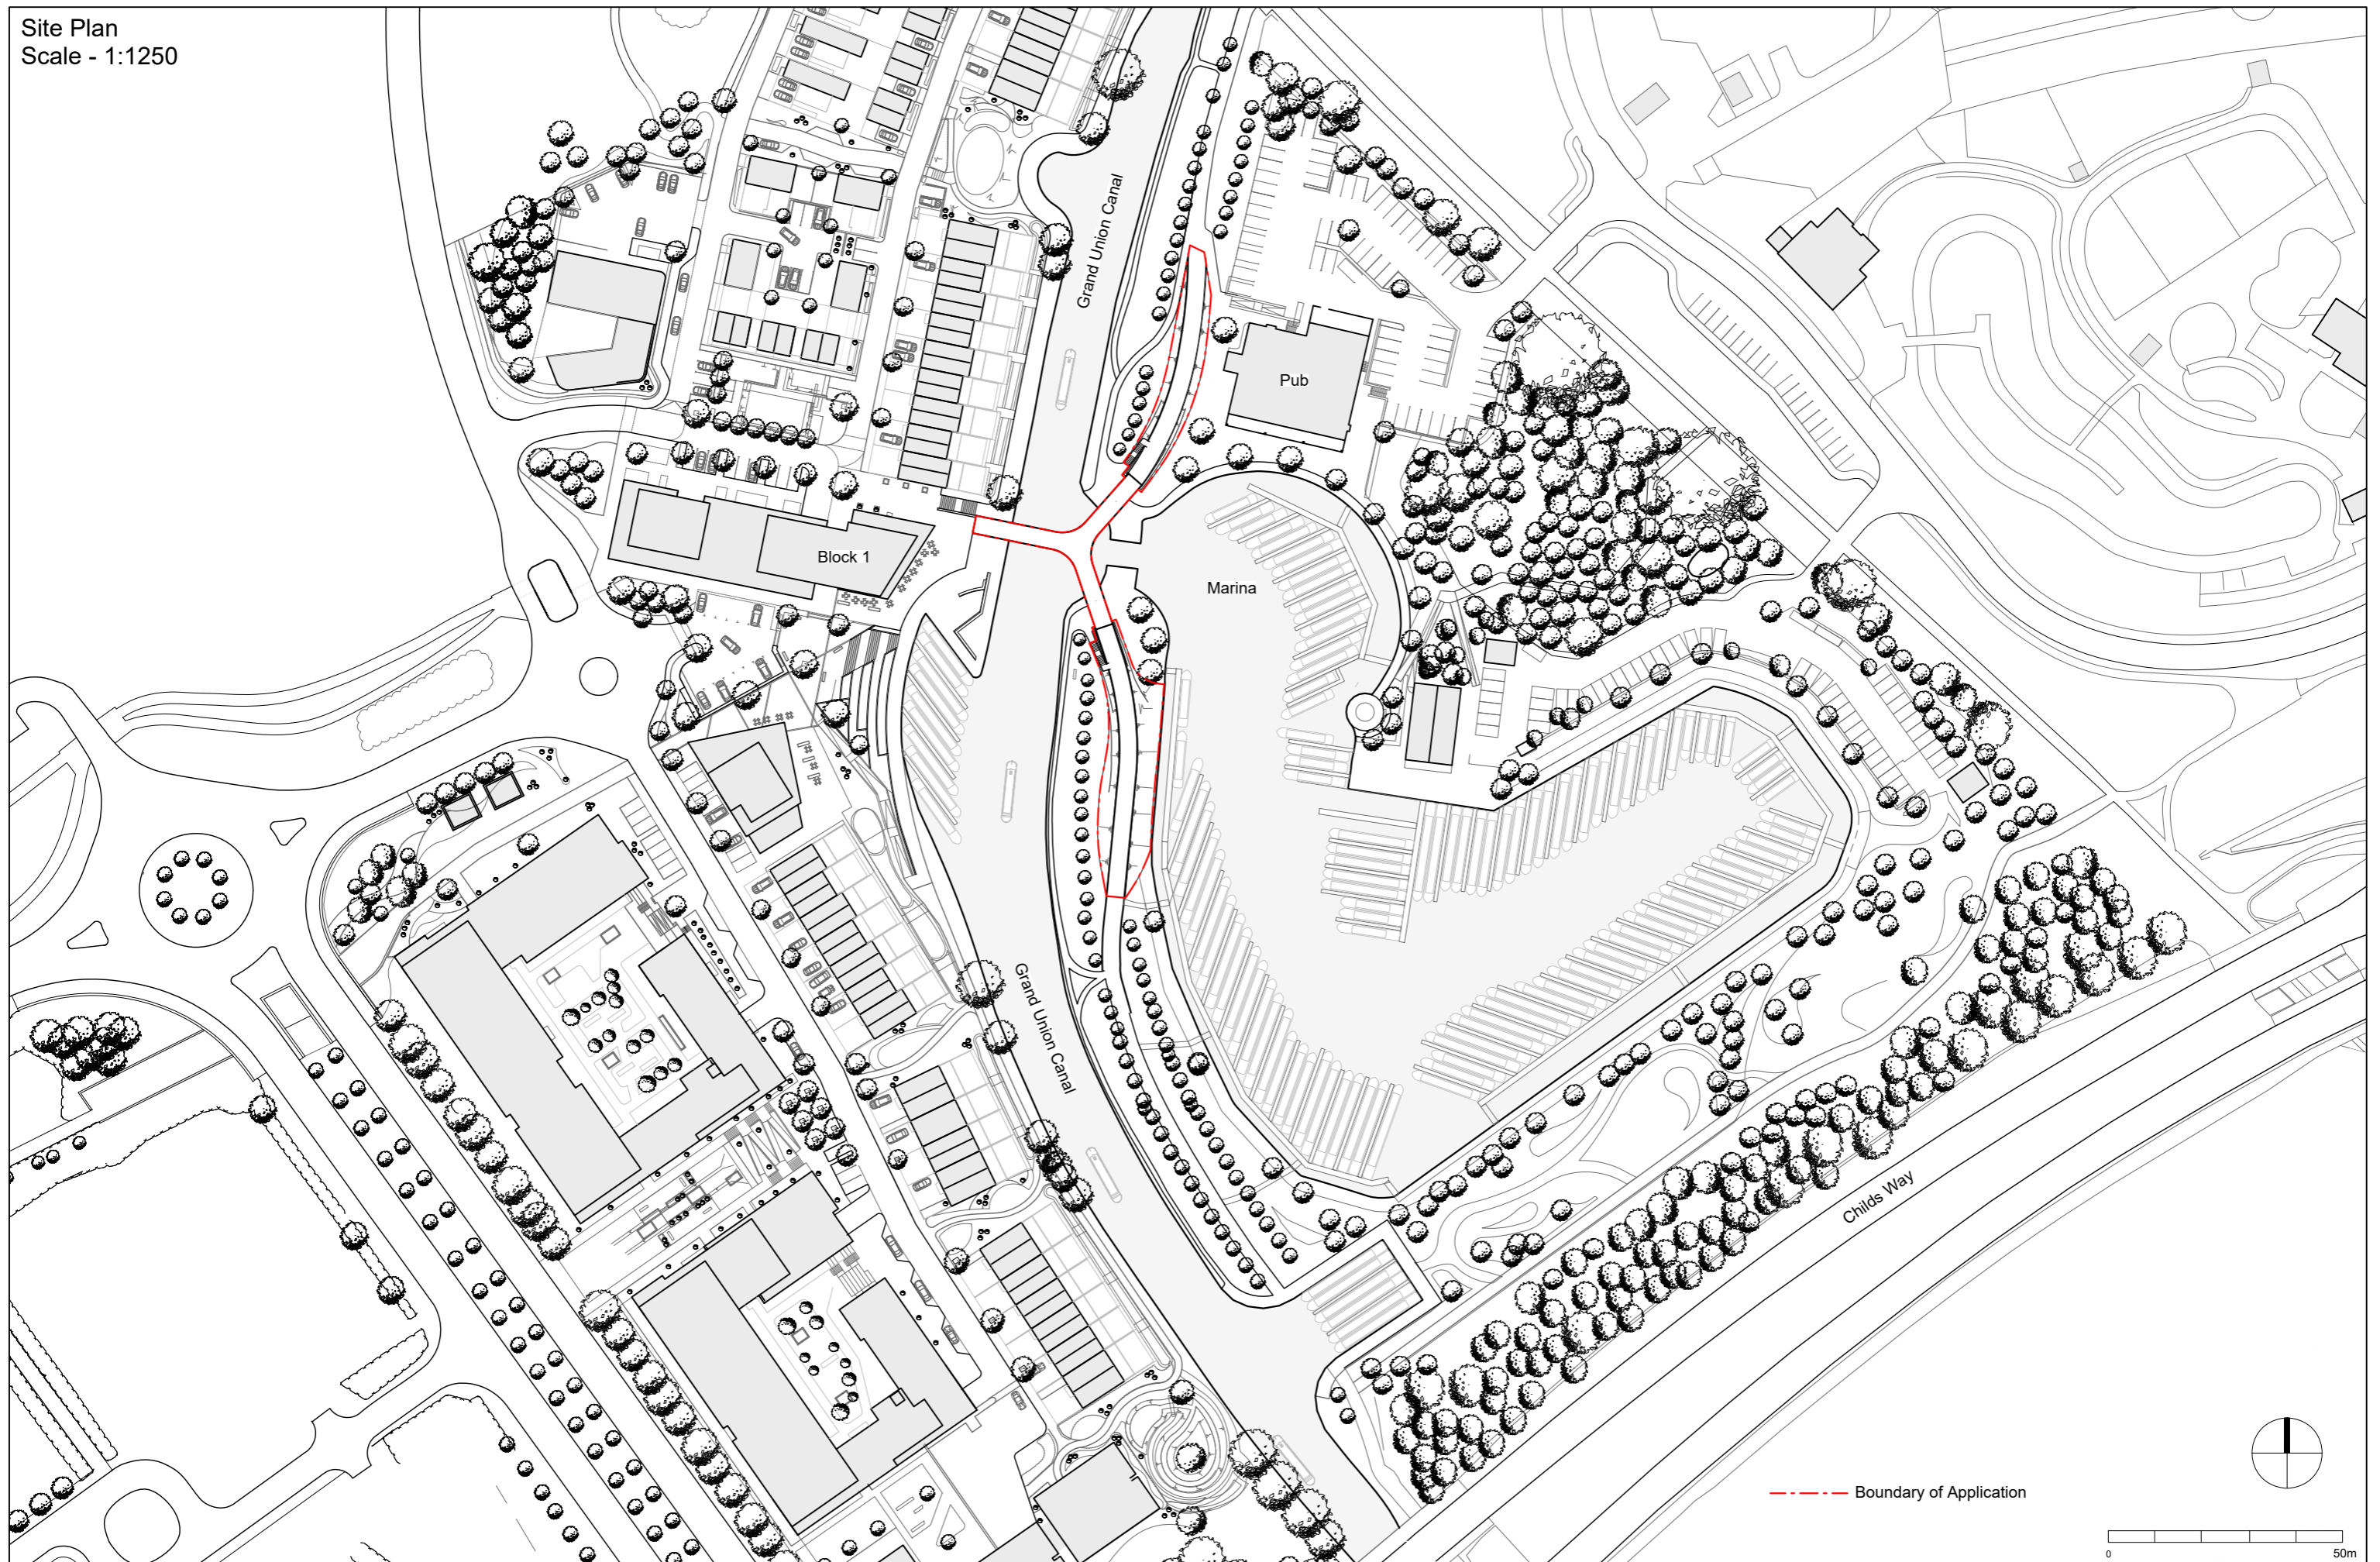 Site Plan
Scale - 1:1250
Grand Union Canal
Pub
Block 1
Marina
Grand Union Canal
Childs Way
Boundary of Application
0
50m